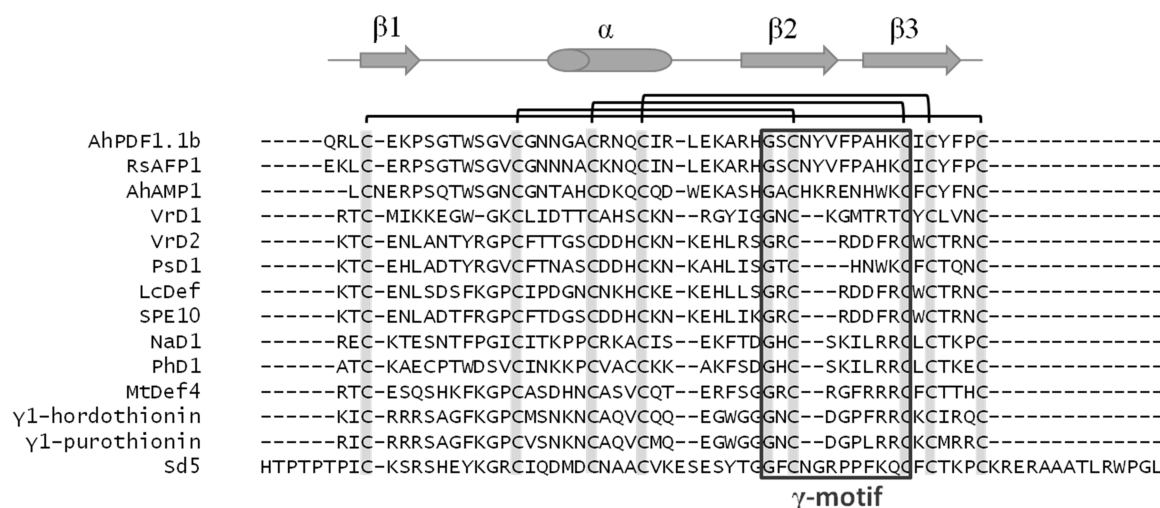 β1 α β2 β3
AhPDF1.1b -----QRLC-EKPSGTWSGVCGNNGACRNQCIR-LEKARHGSCNYVFPAHKCICYFPC--------------
RsAFP1 -----EKLC-ERPSGTWSGVCGNNNACKNQCIN-LEKARHGSCNYVFPAHKCICYFPC--------------
AhAMP1 -------LCNERPSQTWSGNCGNTAHCDKQCQD-WEKASHGACHKRENHWKCFCYFNC--------------
VrD1 ------RTC-MIKKEGW-GKCLIDTTCAHSCKN--RGYIGGNC--KGMTRTCYCLVNC--------------
VrD2 ------KTC-ENLANTYRGPCFTTGSCDDHCKN-KEHLRSGRC---RDDFRCWCTRNC--------------
PsD1 ------KTC-EHLADTYRGVCFTNASCDDHCKN-KAHLISGTC----HNWKCFCTQNC--------------
LcDef ------KTC-ENLSDSFKGPCIPDGNCNKHCKE-KEHLLSGRC---RDDFRCWCTRNC--------------
SPE10 ------KTC-ENLADTFRGPCFTDGSCDDHCKN-KEHLIKGRC---RDDFRCWCTRNC--------------
NaD1 ------REC-KTESNTFPGICITKPPCRKACIS-EKFTDGHC--SKILRRCLCTKPC--------------
PhD1 ------ATC-KAECPTWDSVCINKKPCVACCKK-AKFSDGHC--SKILRRCLCTKEC--------------
MtDef4 ------RTC-ESQSHKFKGPCASDHNCASVCQT--ERFSGGRC--RGFRRRCFCTTHC--------------
γ1-hordothionin ------KIC-RRRSAGFKGPCMSNKNCAQVCQQ--EGWGGGNC--DGPFRRCKCIRQC--------------
γ1-purothionin ------RIC-RRRSAGFKGPCVSNKNCAQVCMQ--EGWGGGNC--DGPLRRCKCMRRC--------------
Sd5 HTPTPTPIC-KSRSHEYKGRCIQDMDCNAACVKESESYTGGFCNGRPPFKQCFCTKPCKRERAAATLRWPGL
γ-motif